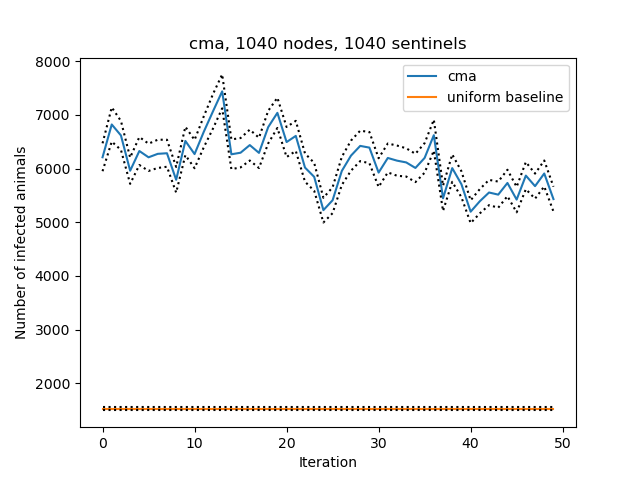 cma, 1040 nodes, 1040 sentinels
cma
uniform baseline
8000
7000
6000
5000
4000
3000
2000
Number of infected animals
0 10 20 30 40 50
Iteration